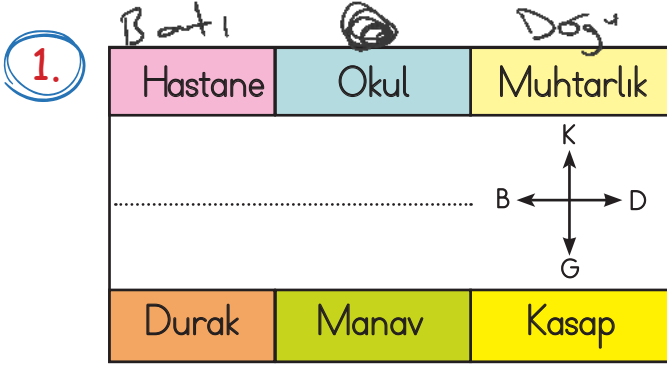 Batı Doğu
1.
Hastane Okul Muhtarlık
K
B D
G
Durak Manav Kasap